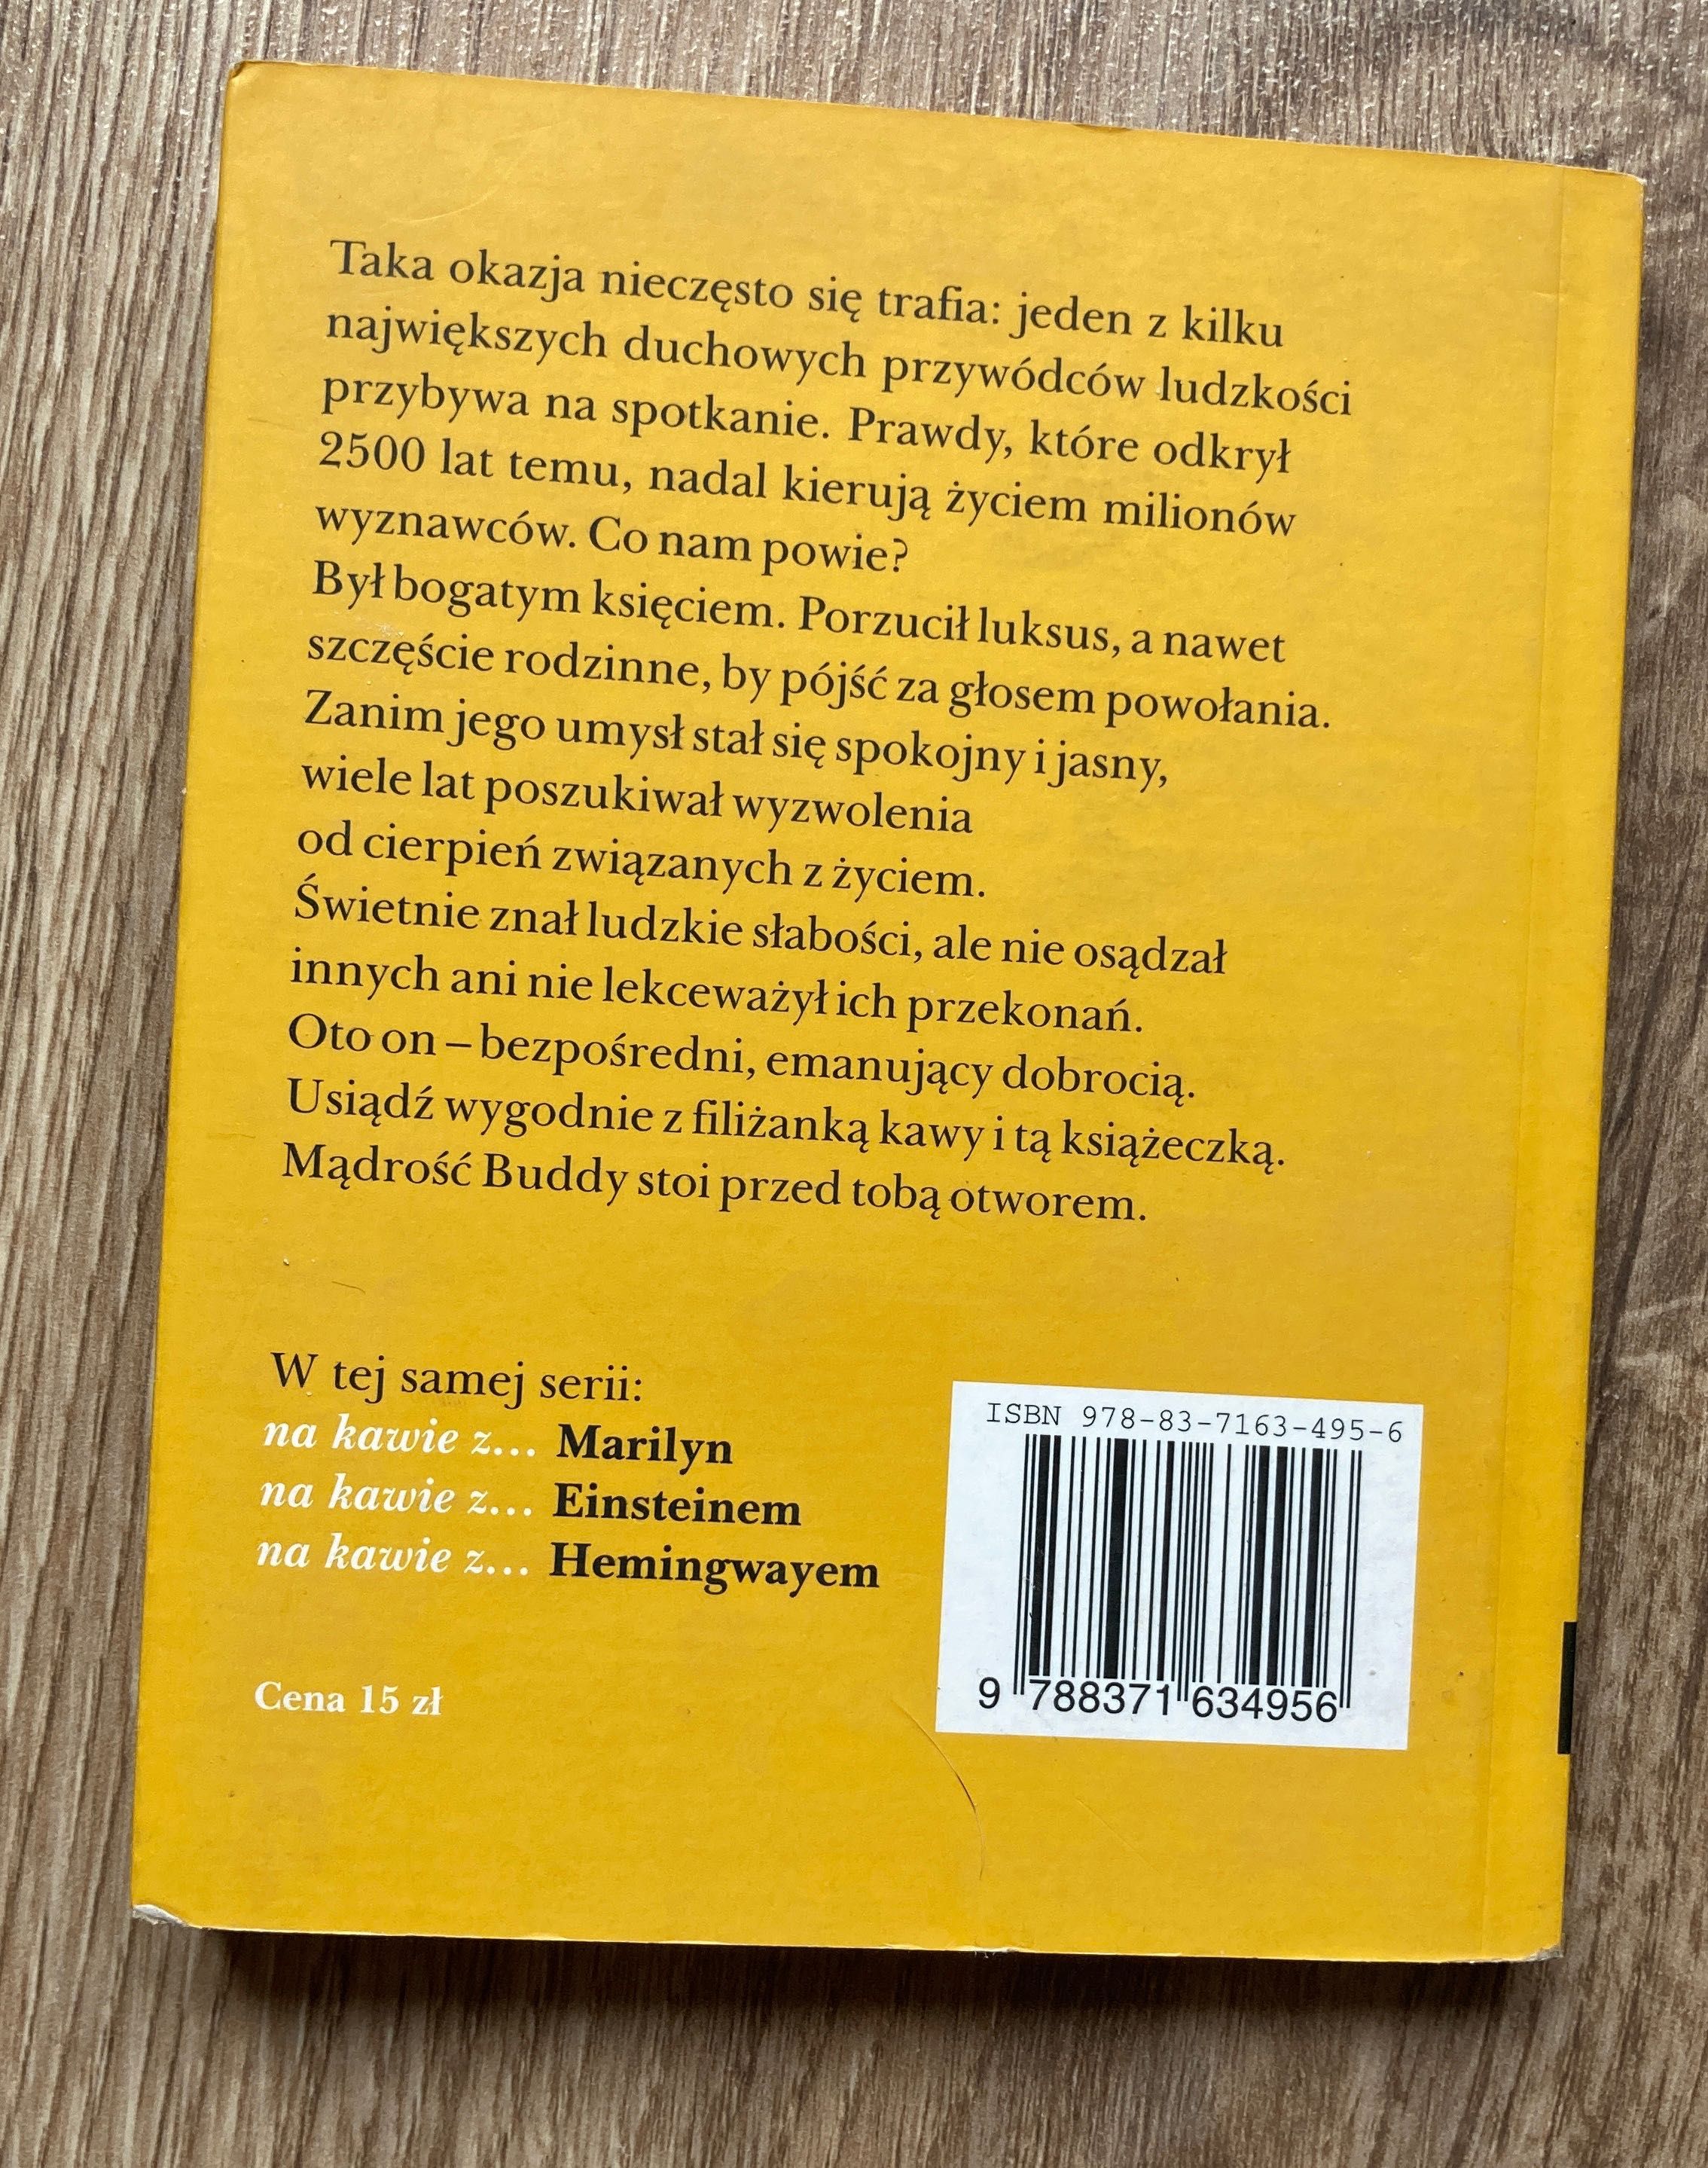 Taka okazja nieczęsto się trafia: jeden z kilku
największych duchowych przywódców ludzkości
przybywa na spotkanie. Prawdy, które odkrył
2500 lat temu, nadal kierują życiem milionów
wyznawców. Co nam powie?
Był bogatym księciem. Porzucił luksus, a nawet
szczęście rodzinne, by pójść za głosem powołania.
Zanim jego umysł stał się spokojny i jasny,
wiele lat poszukiwał wyzwolenia
od cierpień związanych z życiem.
Świetnie znał ludzkie słabości, ale nie osądzał
innych ani nie lekceważył ich przekonań.
Oto on – bezpośredni, emanujący dobrocią.
Usiądź wygodnie z filiżanką kawy i tą książeczką.
Mądrość Buddy stoi przed tobą otworem.
W tej samej serii:
na kawie z... Marilyn
na kawie z... Einsteinem
na kawie z... Hemingwayem
Cena 15 zł
ISBN 978-83-7163-495-6
9 788371 634956